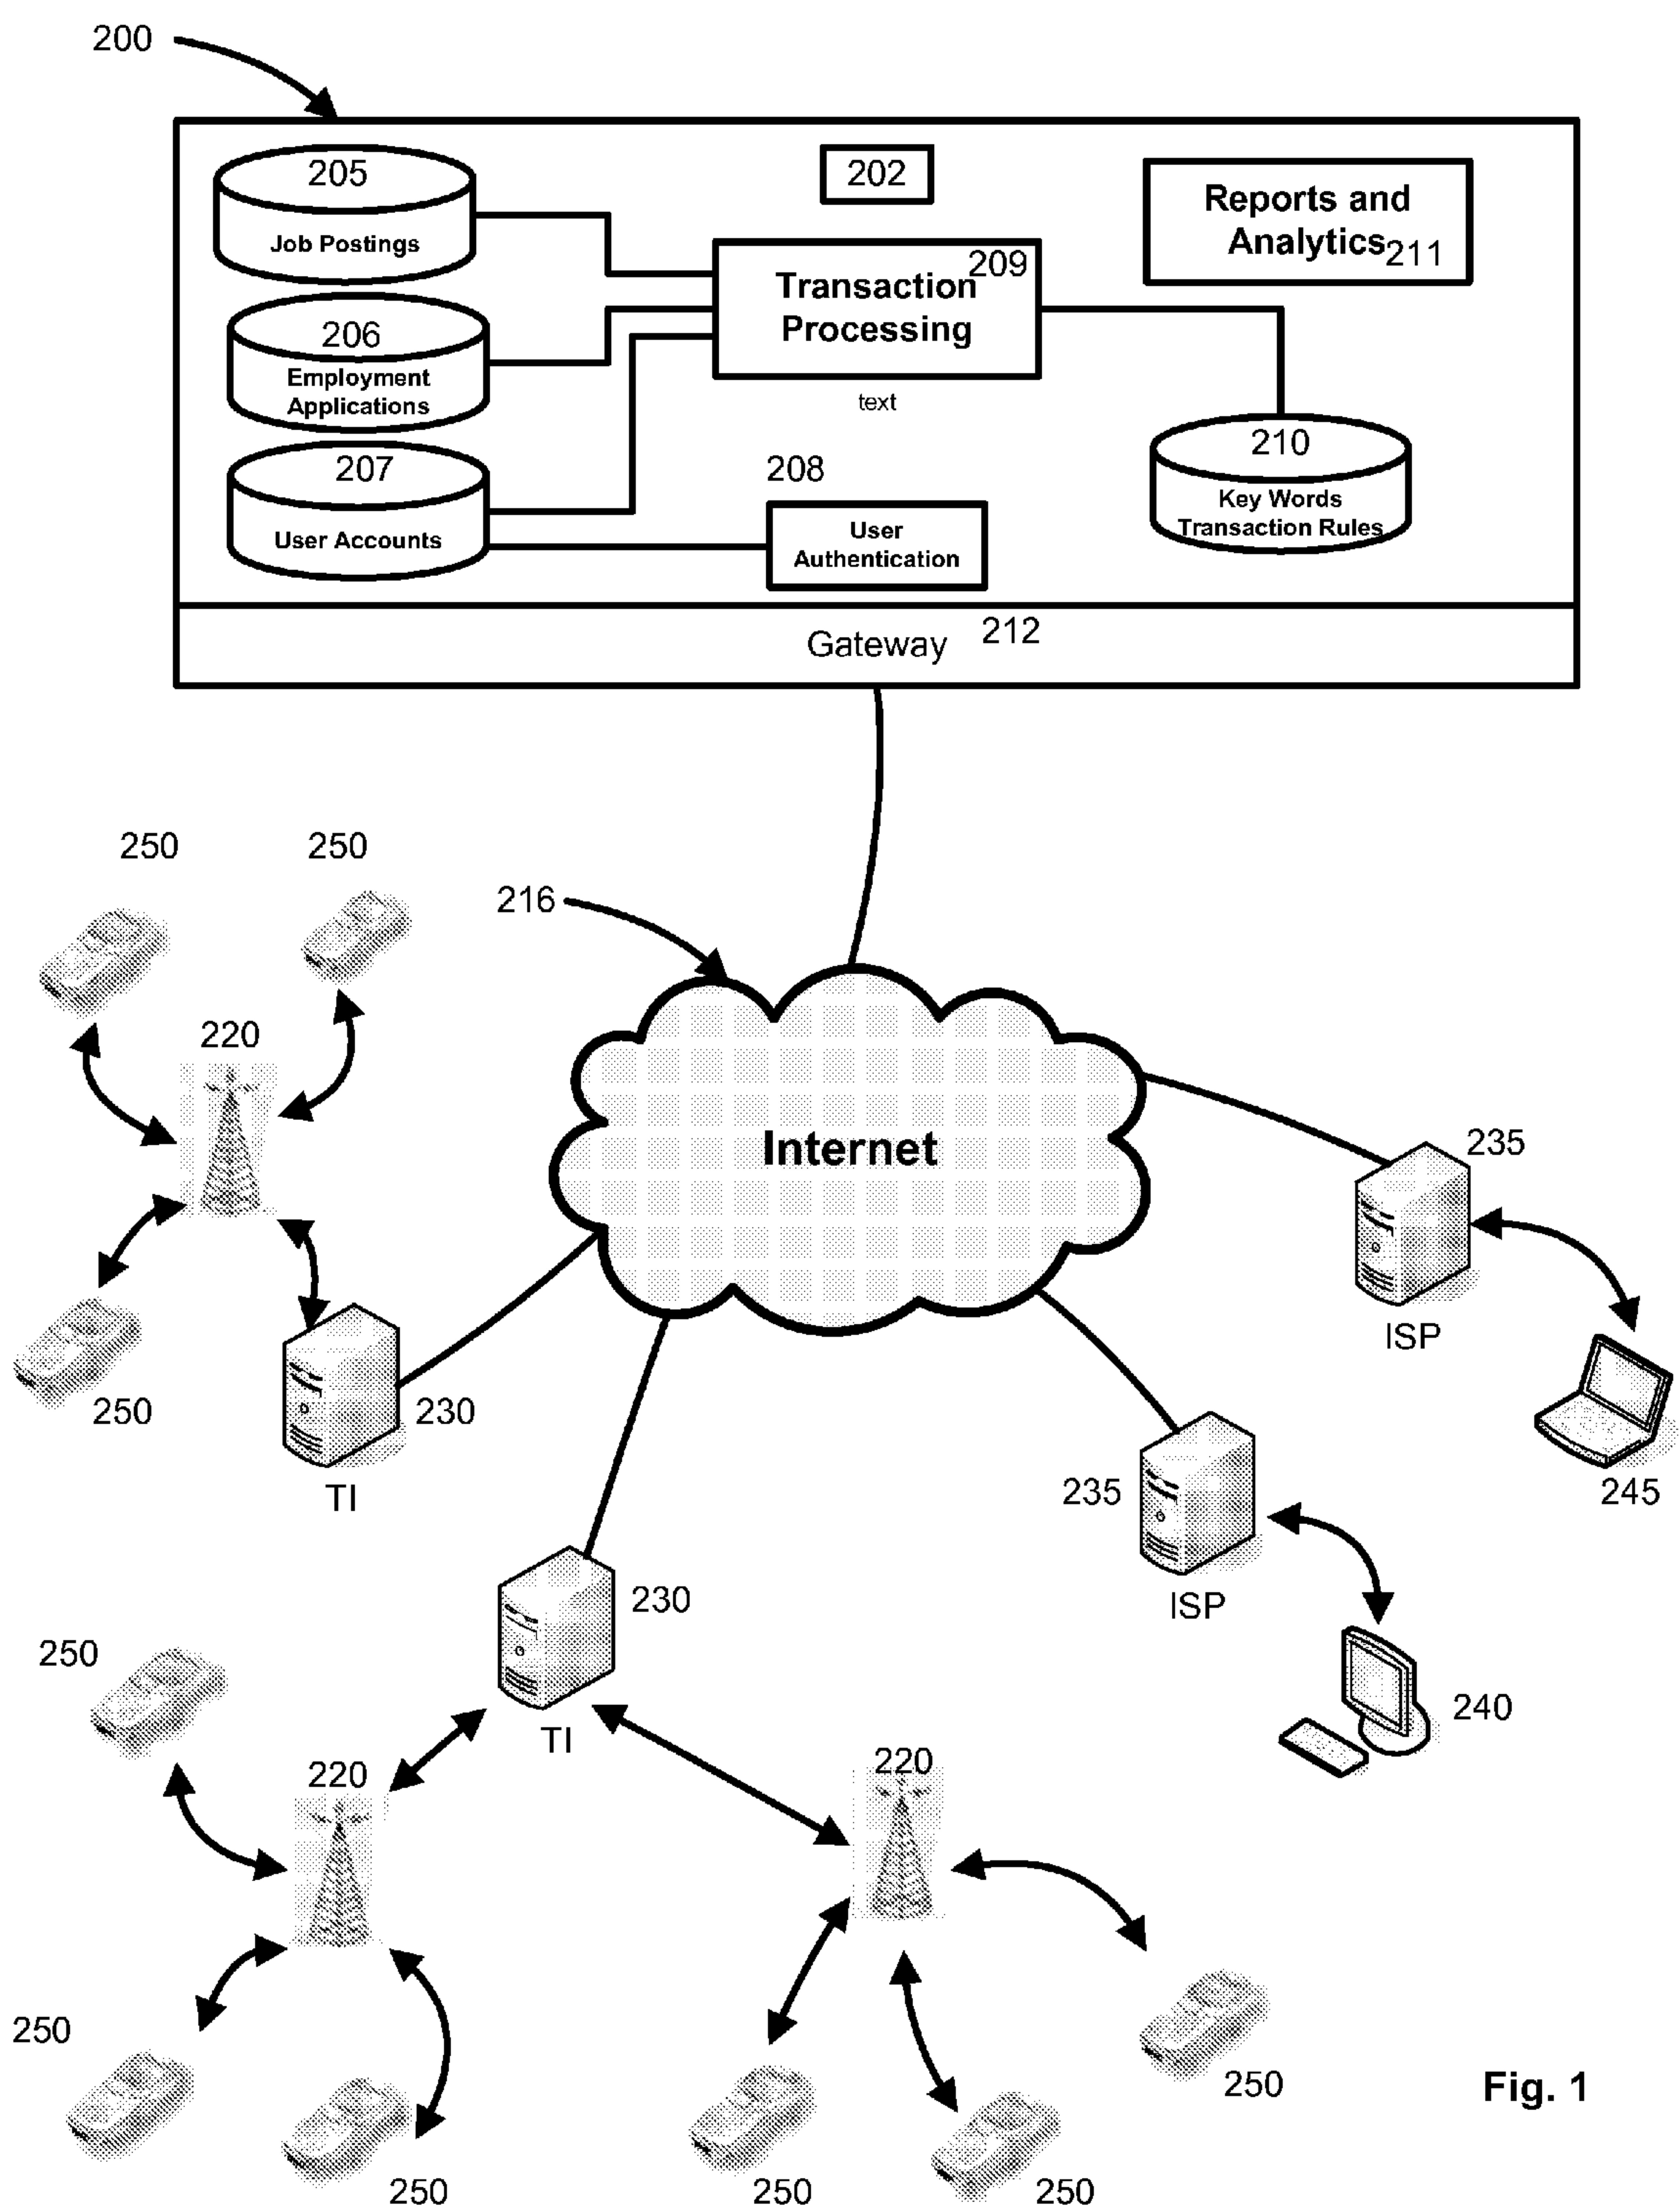 200
205
202
Reports and
Job Postings
Analytics
211
209
Transaction
Processing
206
Employment
Applications
text
210
207
208
Key Words
User Accounts
User
Transaction Rules
Authentication
Gateway
212
250
250
216
220
Internet
235
ISP
250
230
245
TI
235
230
ISP
250
240
TI
220
220
250
250
Fig. 1
250
250
250